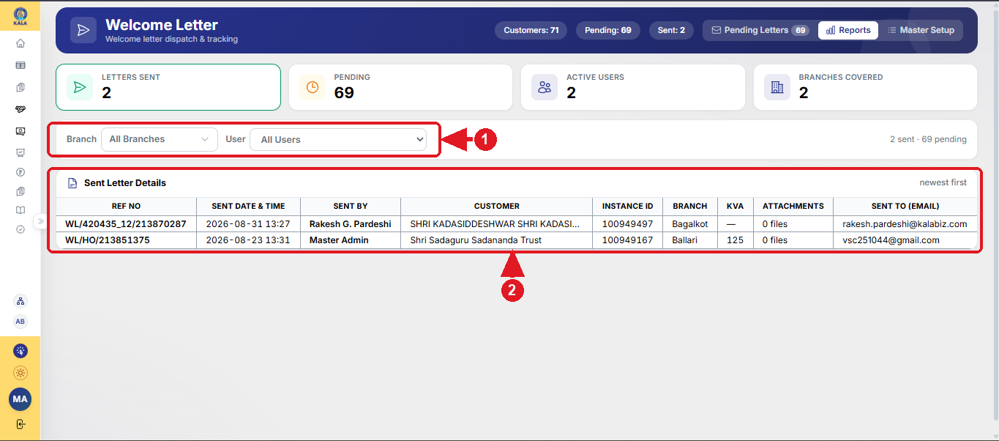 KALA
Welcome Letter
Welcome letter dispatch & tracking
Customers: 71
Pending: 69
Sent: 2
Pending Letters 69
Reports
Master Setup
LETTERS SENT
2
PENDING
69
ACTIVE USERS
2
BRANCHES COVERED
2
Branch All Branches User All Users
1
2 sent · 69 pending
Sent Letter Details
newest first
REF NO SENT DATE & TIME SENT BY CUSTOMER INSTANCE ID BRANCH KVA ATTACHMENTS SENT TO (EMAIL)
WL/420435_12/213870287 2026-08-31 13:27 Rakesh G. Pardeshi SHRI KADASIDDESHWAR SHRI KADASI... 100949497 Bagalkot — 0 files rakesh.pardeshi@kalabiz.com
WL/HO/213851375 2026-08-23 13:31 Master Admin Shri Sadaguru Sadananda Trust 100949167 Ballari 125 0 files vsc251044@gmail.com
2
AB
MA